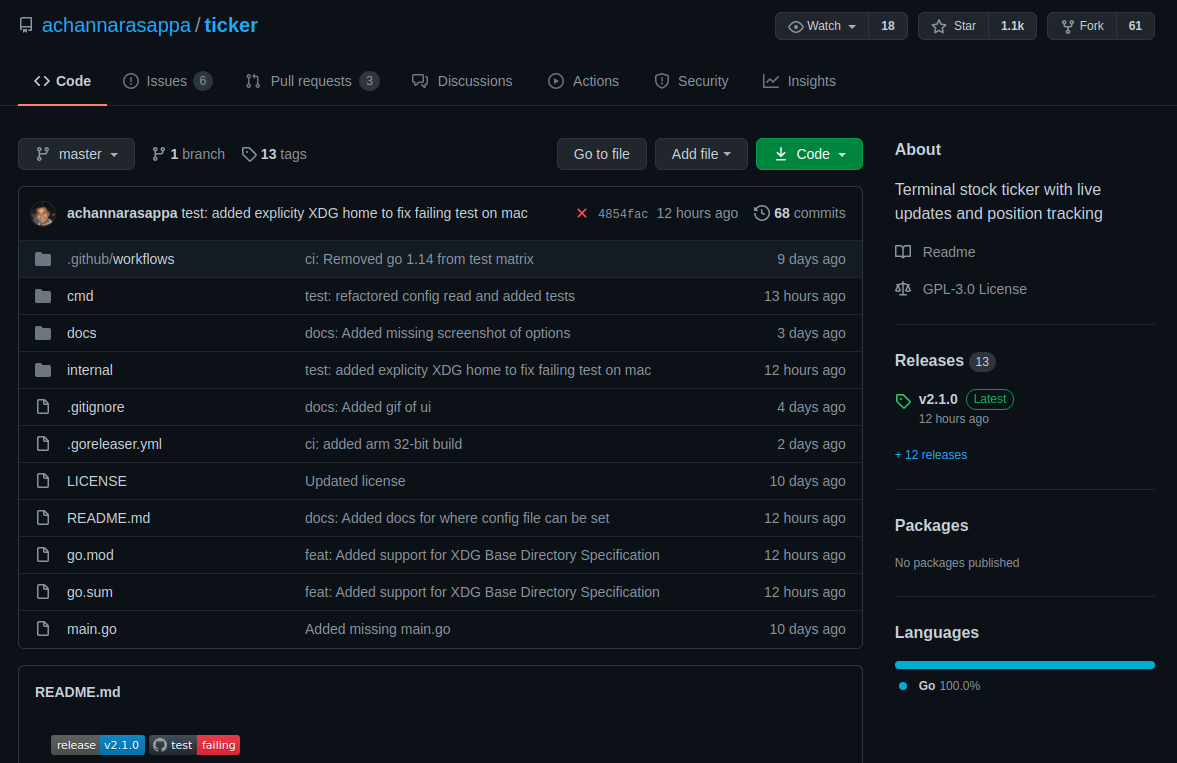 achannarasappa / ticker
Watch 18 Star 1.1k Fork 61
Code Issues 6 Pull requests 3 Discussions Actions Security Insights
master 1 branch 13 tags Go to file Add file Code
achannarasappa test: added explicity XDG home to fix failing test on mac 4854fac 12 hours ago 68 commits
.github/workflows ci: Removed go 1.14 from test matrix 9 days ago
cmd test: refactored config read and added tests 13 hours ago
docs docs: Added missing screenshot of options 3 days ago
internal test: added explicity XDG home to fix failing test on mac 12 hours ago
.gitignore docs: Added gif of ui 4 days ago
.goreleaser.yml ci: added arm 32-bit build 2 days ago
LICENSE Updated license 10 days ago
README.md docs: Added docs for where config file can be set 12 hours ago
go.mod feat: Added support for XDG Base Directory Specification 12 hours ago
go.sum feat: Added support for XDG Base Directory Specification 12 hours ago
main.go Added missing main.go 10 days ago
README.md
release v2.1.0 test failing
About
Terminal stock ticker with live
updates and position tracking
Readme
GPL-3.0 License
Releases 13
v2.1.0 Latest
12 hours ago
+ 12 releases
Packages
No packages published
Languages
Go 100.0%